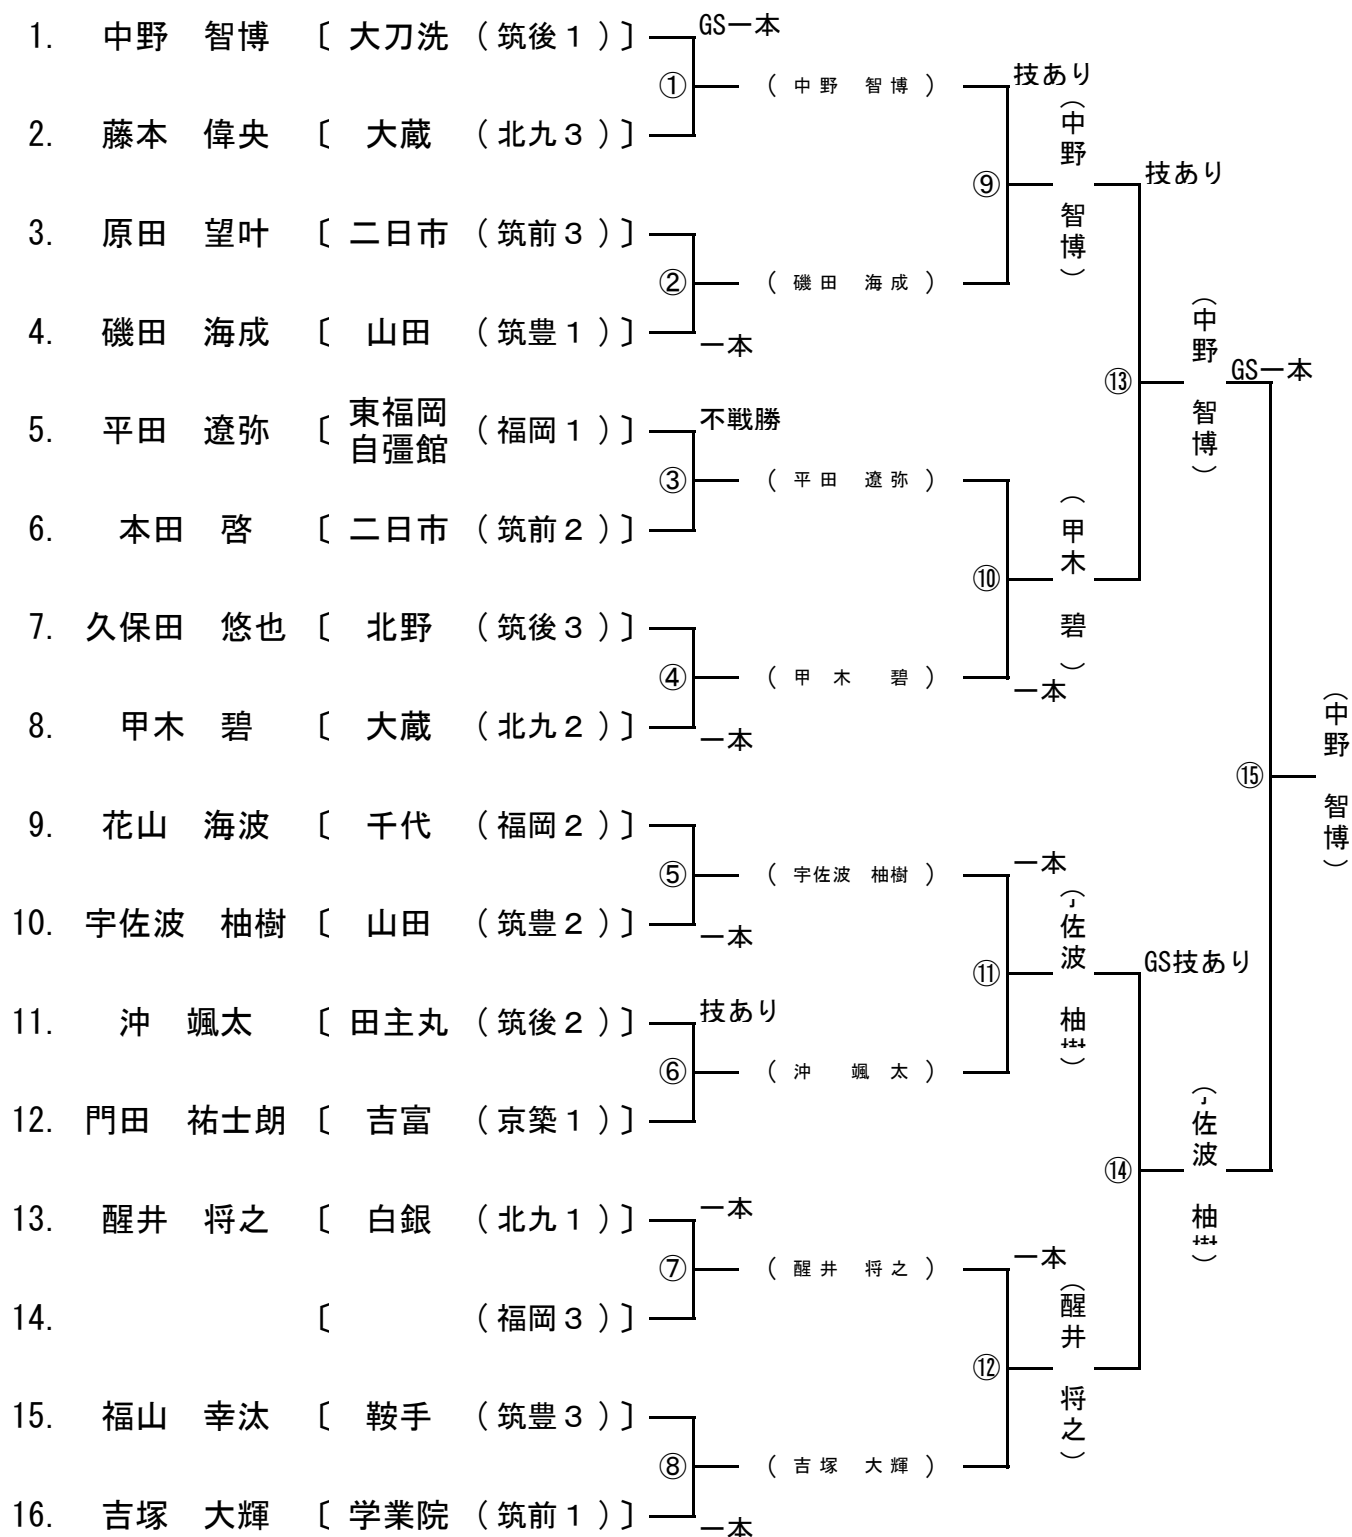 1. 中野 智博 〔 大刀洗 （筑後１）〕 GS一本
① （ 中野 智博 ） 技あり
2. 藤本 偉央 〔 大蔵 （北九３）〕
⑨ （中野 智博） 技あり
3. 原田 望叶 〔 二日市 （筑前３）〕
② （ 磯田 海成 ）
4. 磯田 海成 〔 山田 （筑豊１）〕 一本
⑬ （中野 智博） GS一本
5. 平田 遼弥 〔 東福岡自彊館 （福岡１）〕 不戦勝
③ （ 平田 遼弥 ）
6. 本田 啓 〔 二日市 （筑前２）〕
⑩ （甲木 碧）
7. 久保田 悠也 〔 北野 （筑後３）〕
④ （ 甲木 碧 ） 一本
8. 甲木 碧 〔 大蔵 （北九２）〕 一本
⑮ （中野 智博）
9. 花山 海波 〔 千代 （福岡２）〕
⑤ （ 宇佐波 柚樹 ） 一本
10. 宇佐波 柚樹 〔 山田 （筑豊２）〕 一本
⑪ （佐波 柚） GS技あり
11. 沖 颯太 〔 田主丸 （筑後２）〕 技あり
⑥ （ 沖 颯太 ）
12. 門田 祐士朗 〔 吉富 （京築１）〕
⑭ （佐波 柚）
13. 醒井 将之 〔 白銀 （北九１）〕 一本
⑦ （ 醒井 将之 ） 一本
14. 〔 （福岡３）〕
⑫ （醒井 将之）
15. 福山 幸汰 〔 鞍手 （筑豊３）〕
⑧ （ 吉塚 大輝 ）
16. 吉塚 大輝 〔 学業院 （筑前１）〕 一本